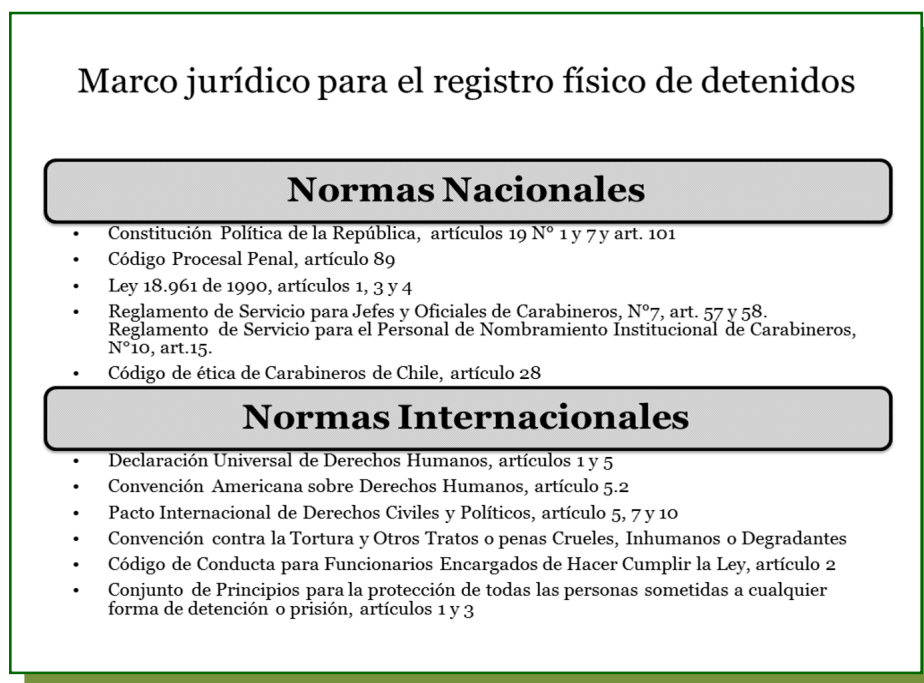 Marco jurídico para el registro físico de detenidos
Normas Nacionales
• Constitución Política de la República, artículos 19 N° 1 y 7 y art. 101
• Código Procesal Penal, artículo 89
• Ley 18.961 de 1990, artículos 1, 3 y 4
• Reglamento de Servicio para Jefes y Oficiales de Carabineros, N°7, art. 57 y 58.
Reglamento de Servicio para el Personal de Nombramiento Institucional de Carabineros,
N°10, art.15.
• Código de ética de Carabineros de Chile, artículo 28
Normas Internacionales
• Declaración Universal de Derechos Humanos, artículos 1 y 5
• Convención Americana sobre Derechos Humanos, artículo 5.2
• Pacto Internacional de Derechos Civiles y Políticos, artículo 5, 7 y 10
• Convención contra la Tortura y Otros Tratos o penas Crueles, Inhumanos o Degradantes
• Código de Conducta para Funcionarios Encargados de Hacer Cumplir la Ley, artículo 2
• Conjunto de Principios para la protección de todas las personas sometidas a cualquier
forma de detención o prisión, artículos 1 y 3